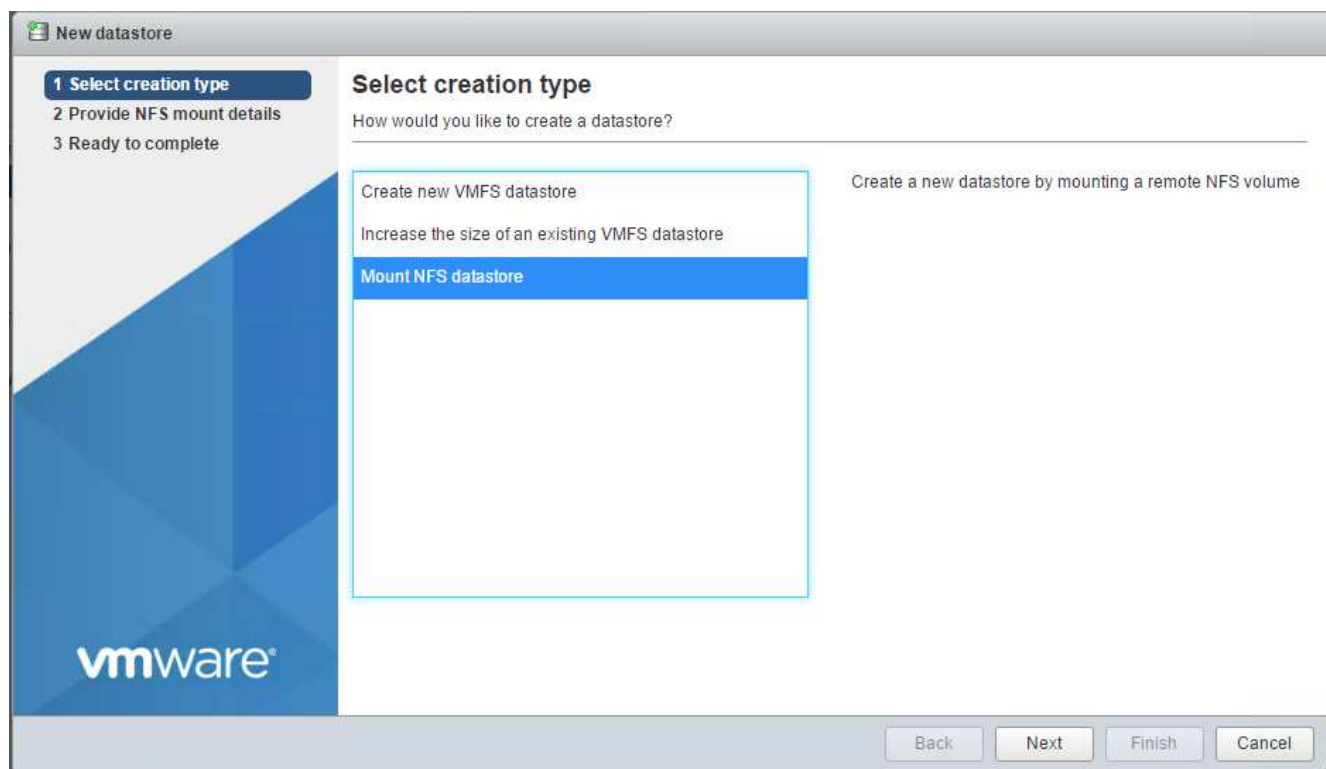 New datastore
1 Select creation type
2 Provide NFS mount details
3 Ready to complete
Select creation type
How would you like to create a datastore?
Create new VMFS datastore
Increase the size of an existing VMFS datastore
Mount NFS datastore
Create a new datastore by mounting a remote NFS volume
vmware®
Back
Next
Finish
Cancel